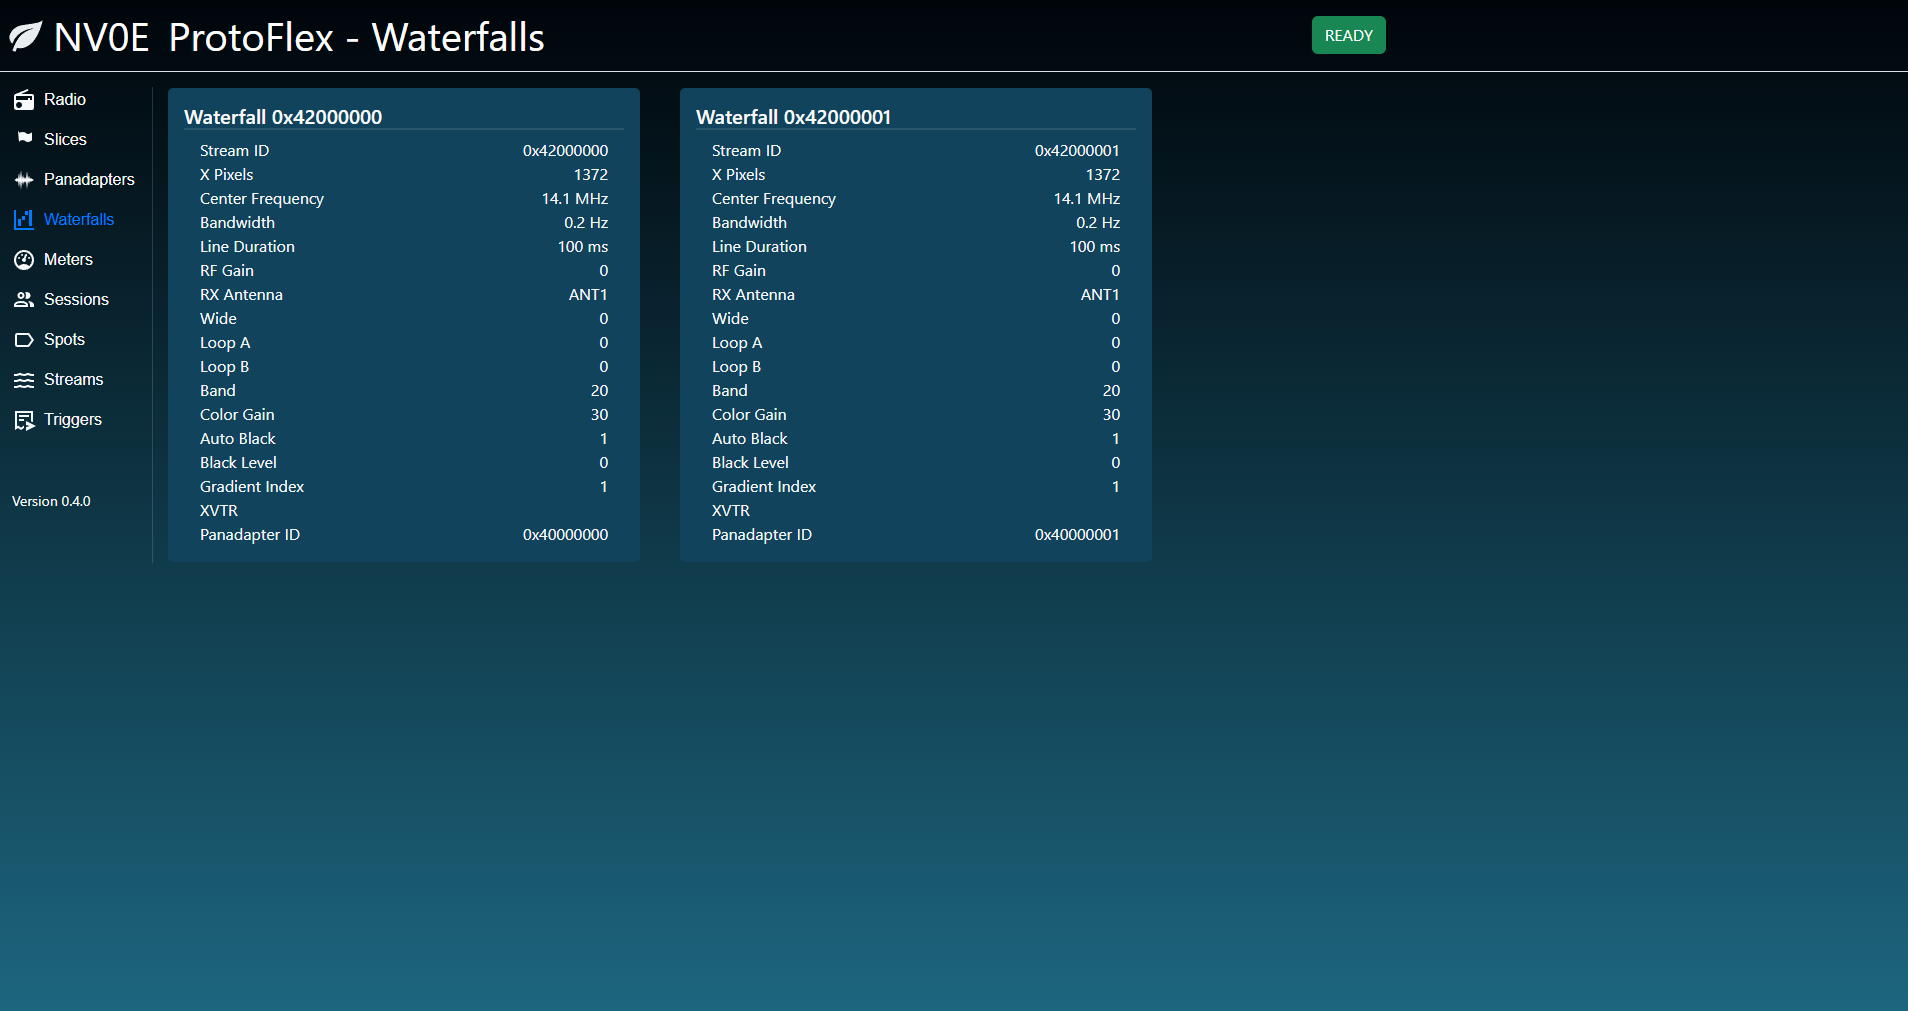 NV0E ProtoFlex - Waterfalls
READY
Radio
Slices
Panadapters
Waterfalls
Meters
Sessions
Spots
Streams
Triggers
Version 0.4.0
Waterfall 0x42000000
Stream ID 0x42000000
X Pixels 1372
Center Frequency 14.1 MHz
Bandwidth 0.2 Hz
Line Duration 100 ms
RF Gain 0
RX Antenna ANT1
Wide 0
Loop A 0
Loop B 0
Band 20
Color Gain 30
Auto Black 1
Black Level 0
Gradient Index 1
XVTR
Panadapter ID 0x40000000
Waterfall 0x42000001
Stream ID 0x42000001
X Pixels 1372
Center Frequency 14.1 MHz
Bandwidth 0.2 Hz
Line Duration 100 ms
RF Gain 0
RX Antenna ANT1
Wide 0
Loop A 0
Loop B 0
Band 20
Color Gain 30
Auto Black 1
Black Level 0
Gradient Index 1
XVTR
Panadapter ID 0x40000001